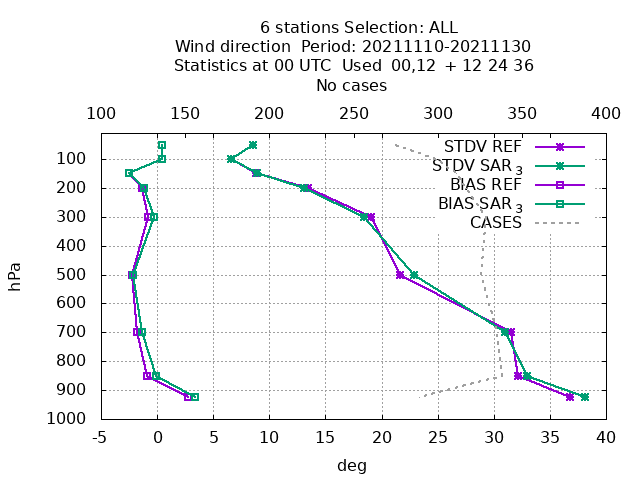 6 stations Selection: ALL
Wind direction  Period: 20211110-20211130
Statistics at 00 UTC  Used  00,12  + 12 24 36
No cases
100 150 200 250 300 350 400
STDV REF
STDV SAR 3
BIAS REF
BIAS SAR 3
CASES
hPa
100
200
300
400
500
600
700
800
900
1000
-5 0 5 10 15 20 25 30 35 40
deg